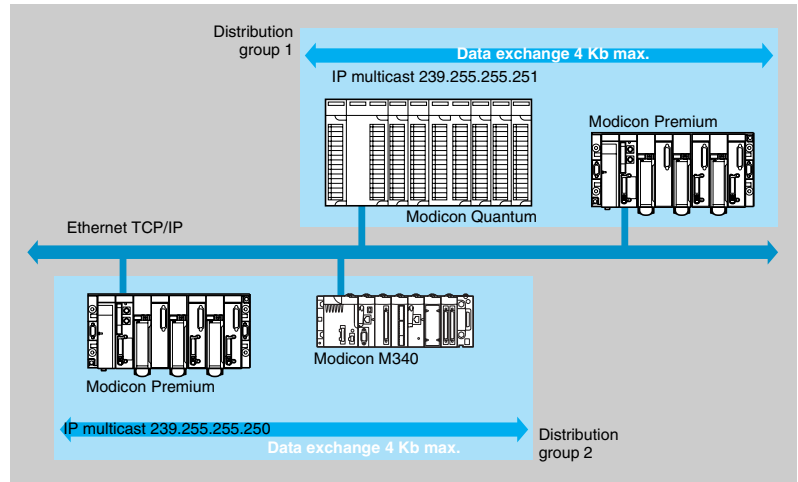 Distribution
group 1
Data exchange 4 Kb max.
IP multicast 239.255.255.251
Modicon Premium
Modicon Quantum
Ethernet TCP/IP
Modicon M340
Modicon Premium
IP multicast 239.255.255.250
Data exchange 4 Kb max.
Distribution
group 2